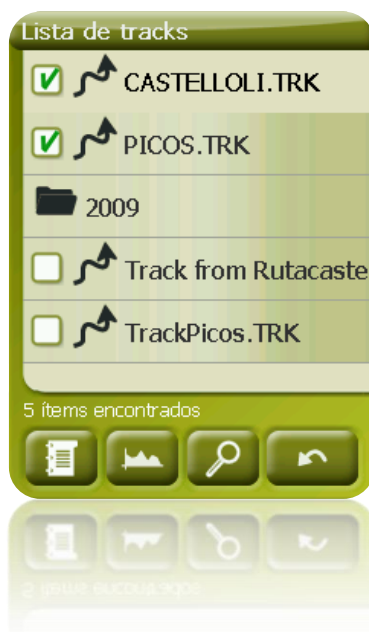 Lista de tracks
CASTELLOLI.TRK
PICOS.TRK
2009
Track from Rutacaste
TrackPicos.TRK
5 ítems encontrados